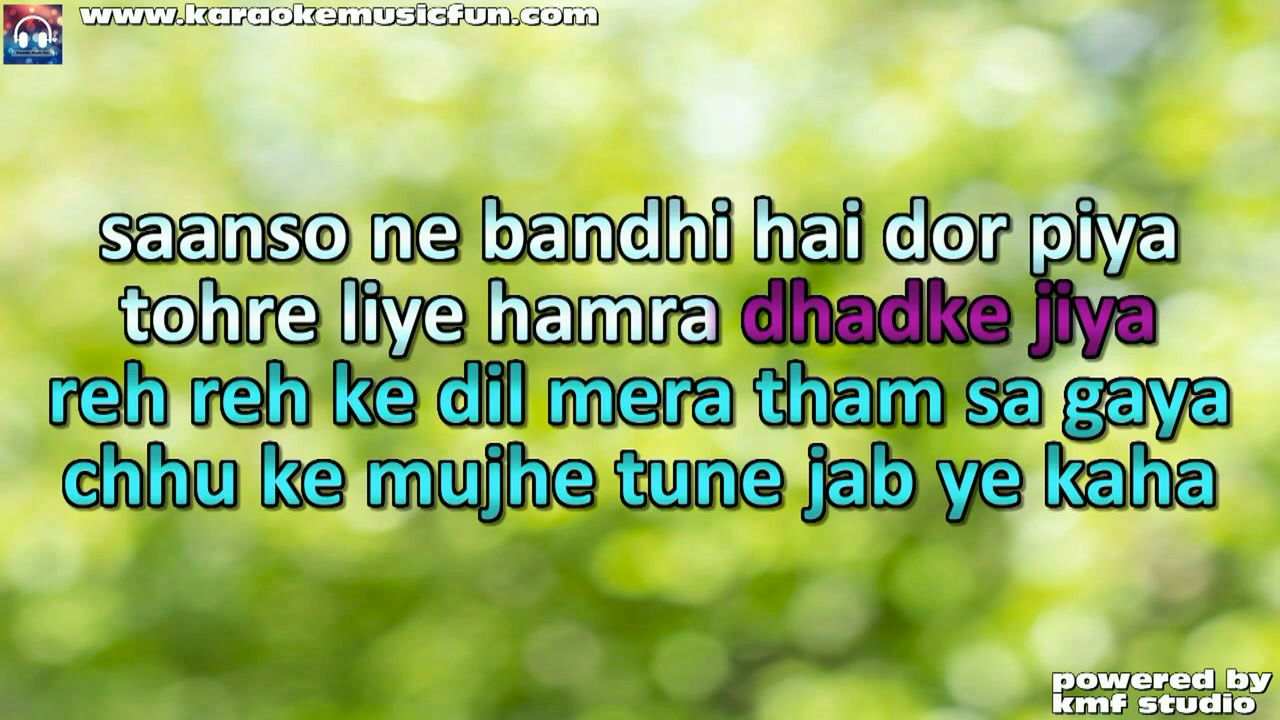 www.karaokemusicfun.com
saanso ne bandhi hai dor piya
tohre liye hamra dhadke jiya
reh reh ke dil mera tham sa gaya
chhu ke mujhe tune jab ye kaha
powered by
kmf studio